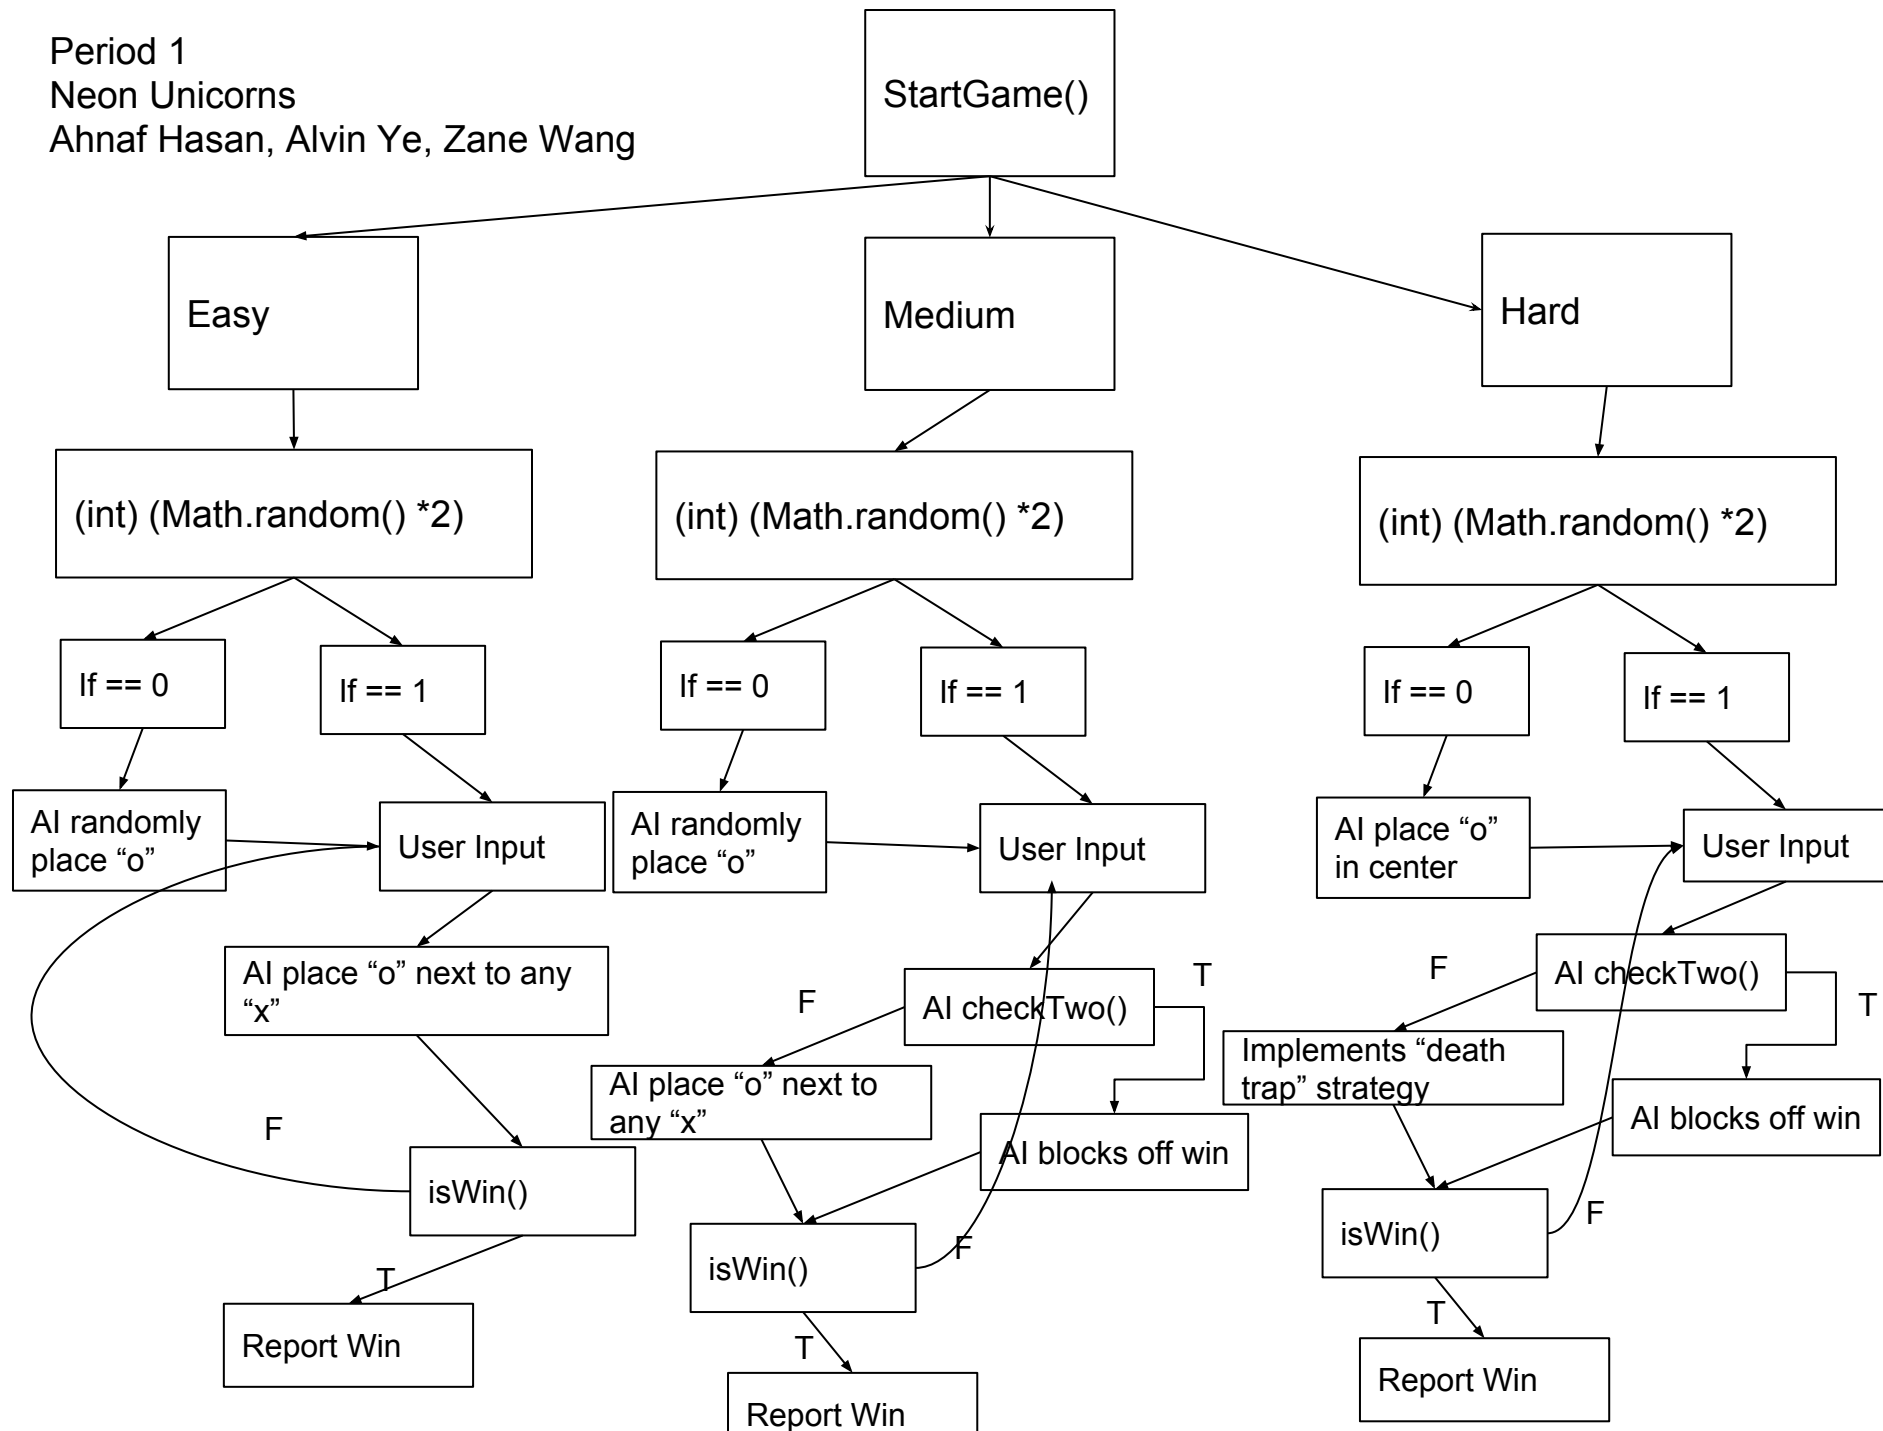 Period 1
Neon Unicorns
Ahnaf Hasan, Alvin Ye, Zane Wang
StartGame()
Easy
Medium
Hard
(int) (Math.random() *2)
(int) (Math.random() *2)
(int) (Math.random() *2)
If == 0
If == 1
If == 0
If == 1
If == 0
If == 1
AI randomly
place “o”
User Input
AI randomly
place “o”
User Input
AI place “o”
in center
User Input
AI place “o” next to any
“x”
F
isWin()
T
Report Win
AI checkTwo()
F
T
AI place “o” next to
any “x”
AI blocks off win
isWin()
F
T
Report Win
AI checkTwo()
F
T
Implements “death
trap” strategy
AI blocks off win
isWin()
F
T
Report Win